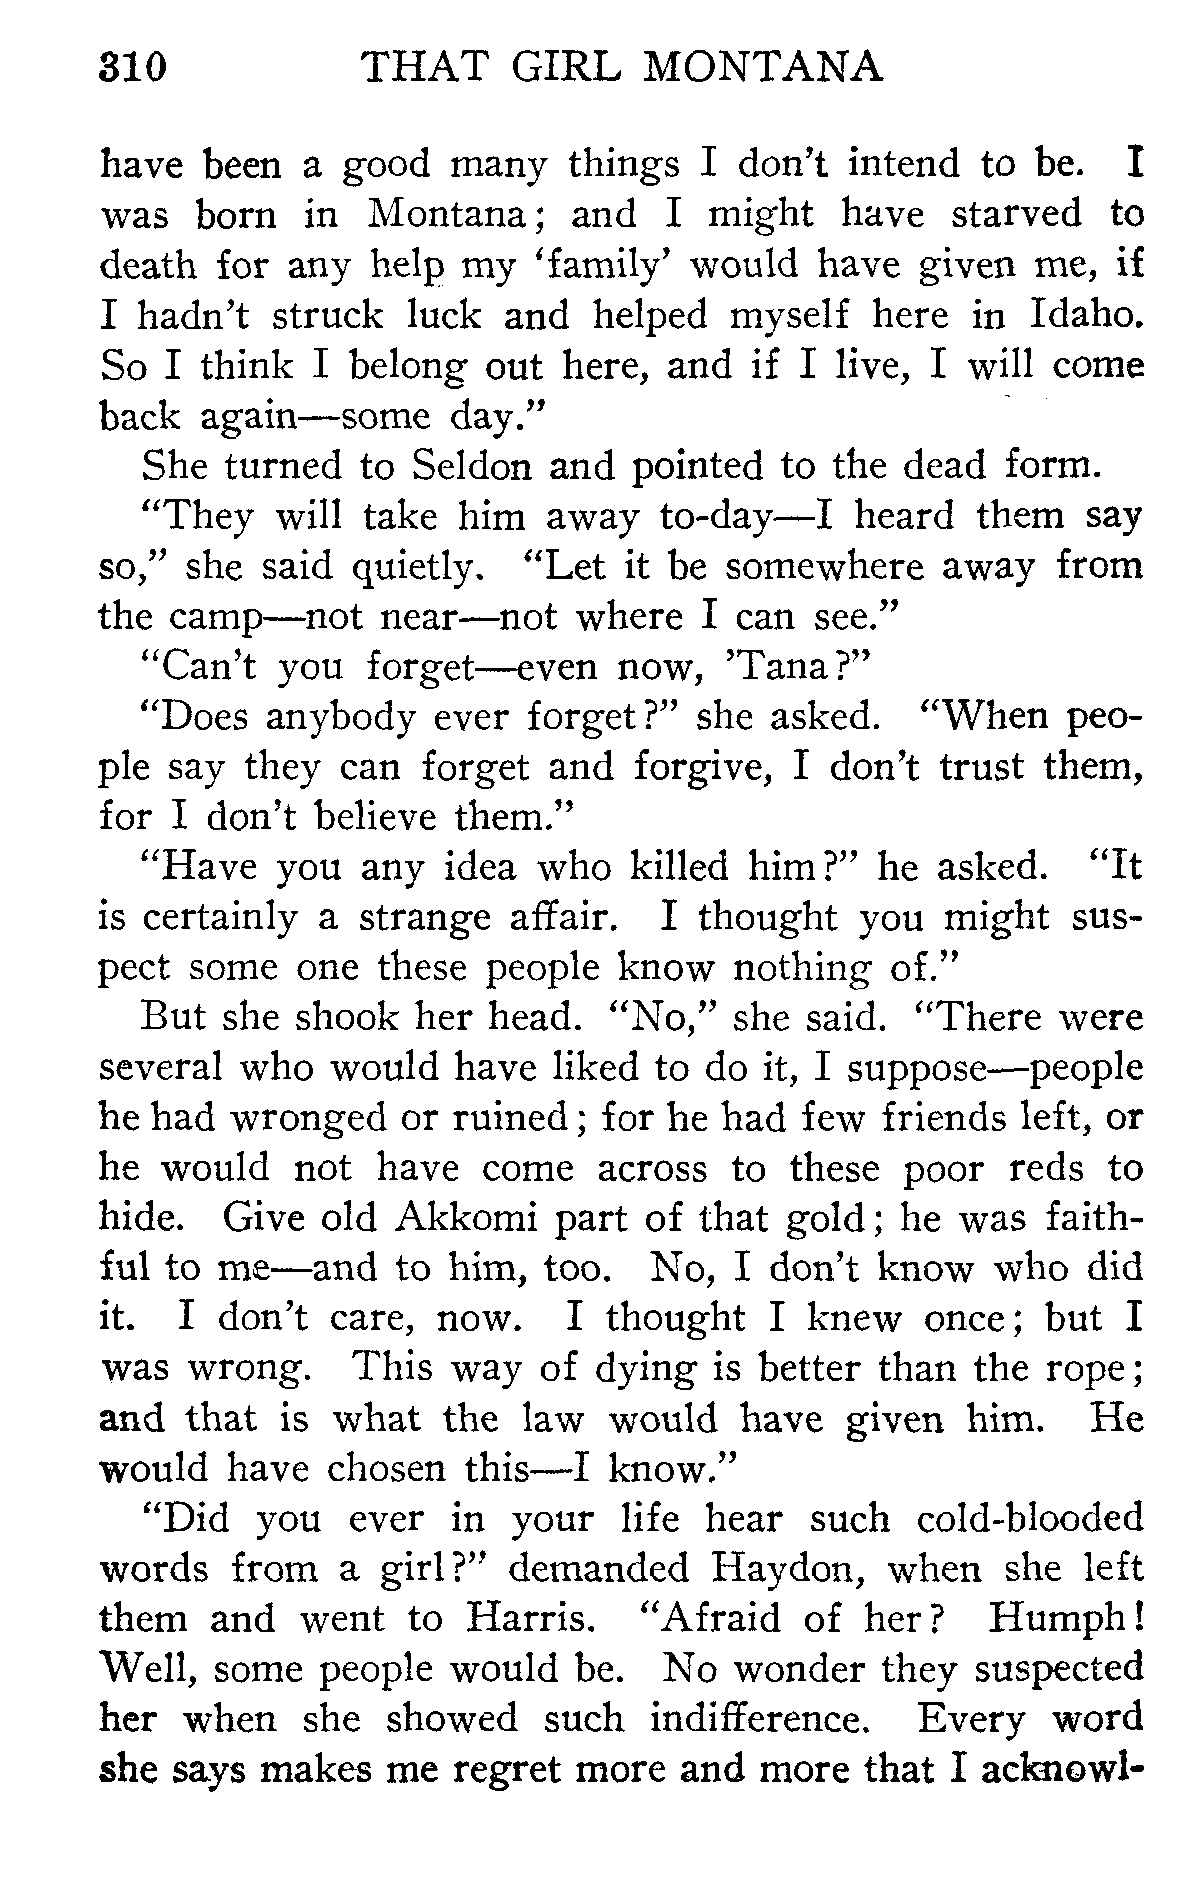 310 THAT GIRL MONTANA
have been a good many things I don't intend to be. I
was born in Montana; and I might have starved to
death for any help my ‘family’ would have given me, if
I hadn't struck luck and helped myself here in Idaho.
So I think I belong out here, and if I live, I will come
back again—some day.”
She turned to Seldon and pointed to the dead form.
“They will take him away to-day—I heard them say
so,” she said quietly. “Let it be somewhere away from
the camp—not near—not where I can see.”
“Can't you forget—even now, ’Tana?”
“Does anybody ever forget?” she asked. “When peo-
ple say they can forget and forgive, I don't trust them,
for I don't believe them.”
“Have you any idea who killed him?” he asked. “It
is certainly a strange affair. I thought you might sus-
pect some one these people know nothing of.”
But she shook her head. “No,” she said. “There were
several who would have liked to do it, I suppose—people
he had wronged or ruined; for he had few friends left, or
he would not have come across to these poor reds to
hide. Give old Akkomi part of that gold; he was faith-
ful to me—and to him, too. No, I don't know who did
it. I don't care, now. I thought I knew once; but I
was wrong. This way of dying is better than the rope;
and that is what the law would have given him. He
would have chosen this—I know.”
“Did you ever in your life hear such cold-blooded
words from a girl?” demanded Haydon, when she left
them and went to Harris. “Afraid of her? Humph!
Well, some people would be. No wonder they suspected
her when she showed such indifference. Every word
she says makes me regret more and more that I acknowl-